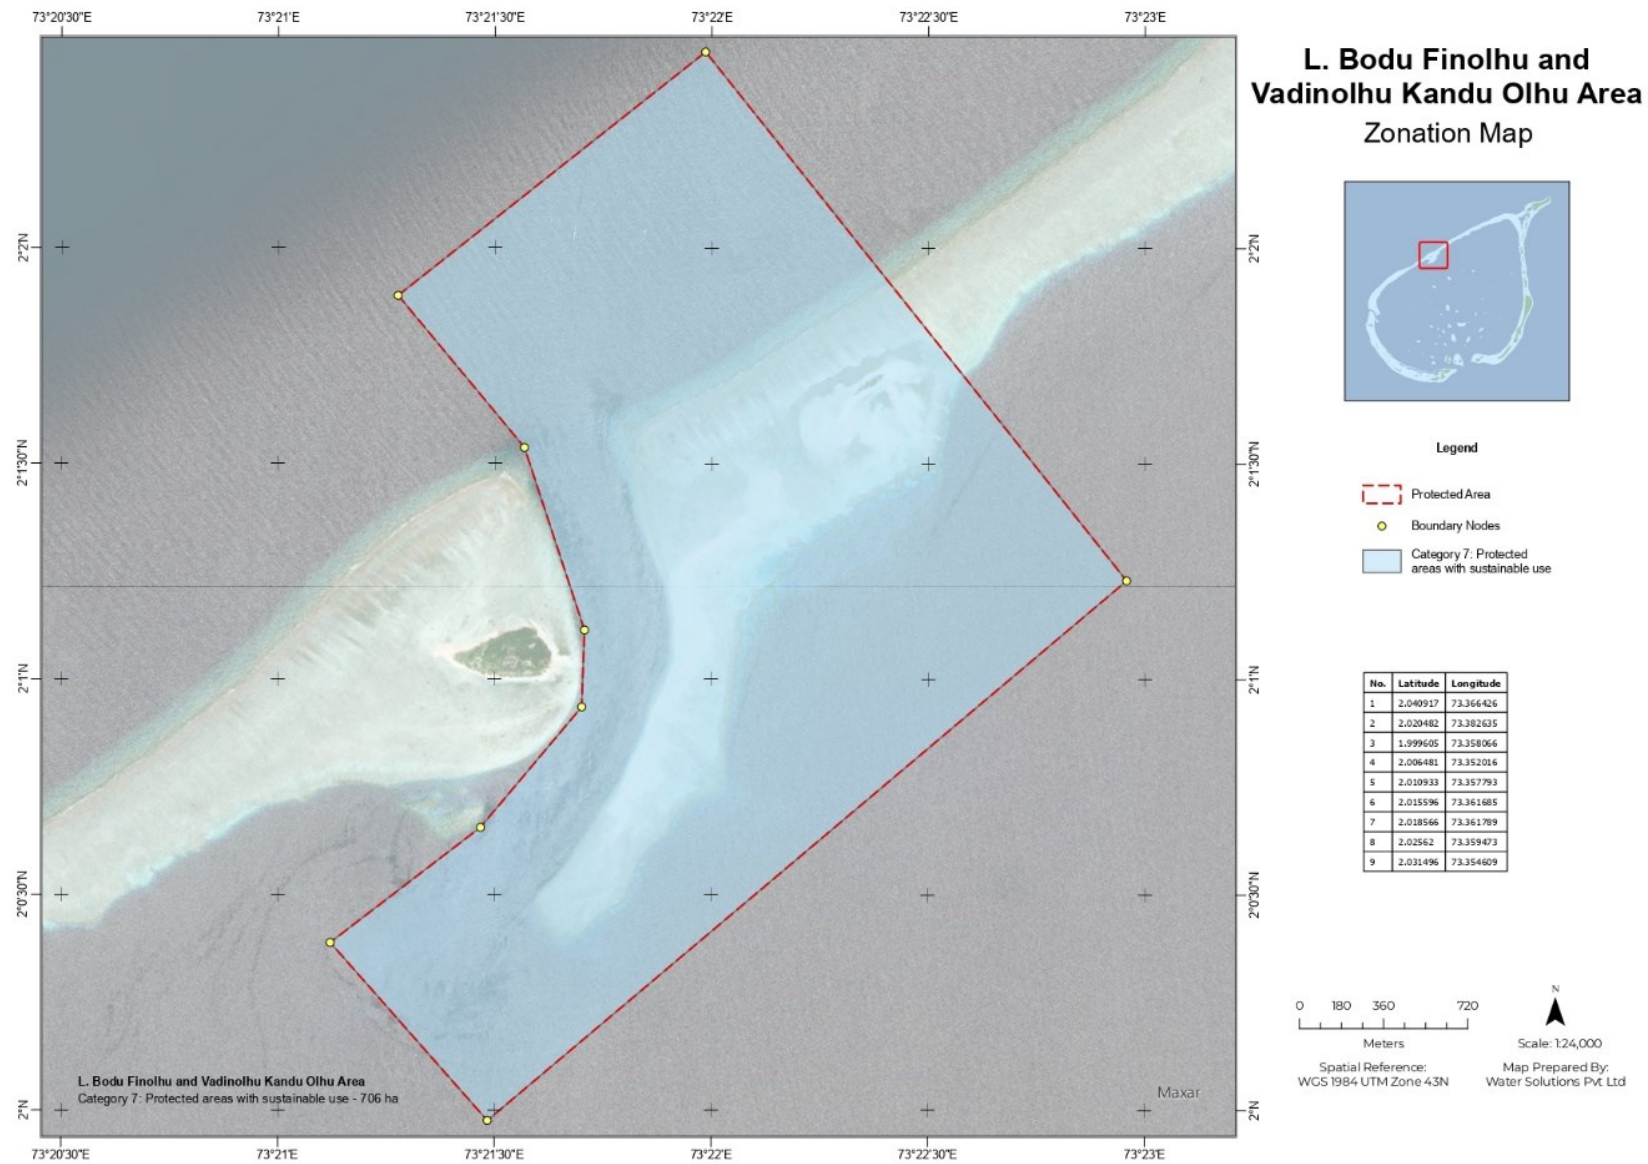 73°20'30"E 73°21'E 73°21'30"E 73°22'E 73°22'30"E 73°23'E
L. Bodu Finolhu and
Vadinolhu Kandu Olhu Area
Zonation Map
2°2'N 2°2'N
2°1'30"N 2°1'30"N
2°1'N 2°1'N
2°0'30"N 2°0'30"N
2°N 2°N
Legend
Protected Area
Boundary Nodes
Category 7: Protected
areas with sustainable use
No. Latitude Longitude
1 2.040917 73.366426
2 2.020482 73.382635
3 1.999605 73.358066
4 2.006481 73.352016
5 2.010933 73.357793
6 2.015596 73.361685
7 2.018566 73.361789
8 2.02562 73.359473
9 2.031496 73.354609
0 180 360 720
Meters
Spatial Reference:
WGS 1984 UTM Zone 43N
N
Scale: 1:24,000
Map Prepared By:
Water Solutions Pvt Ltd
L. Bodu Finolhu and Vadinolhu Kandu Olhu Area
Category 7: Protected areas with sustainable use - 706 ha
Maxar
73°20'30"E 73°21'E 73°21'30"E 73°22'E 73°22'30"E 73°23'E